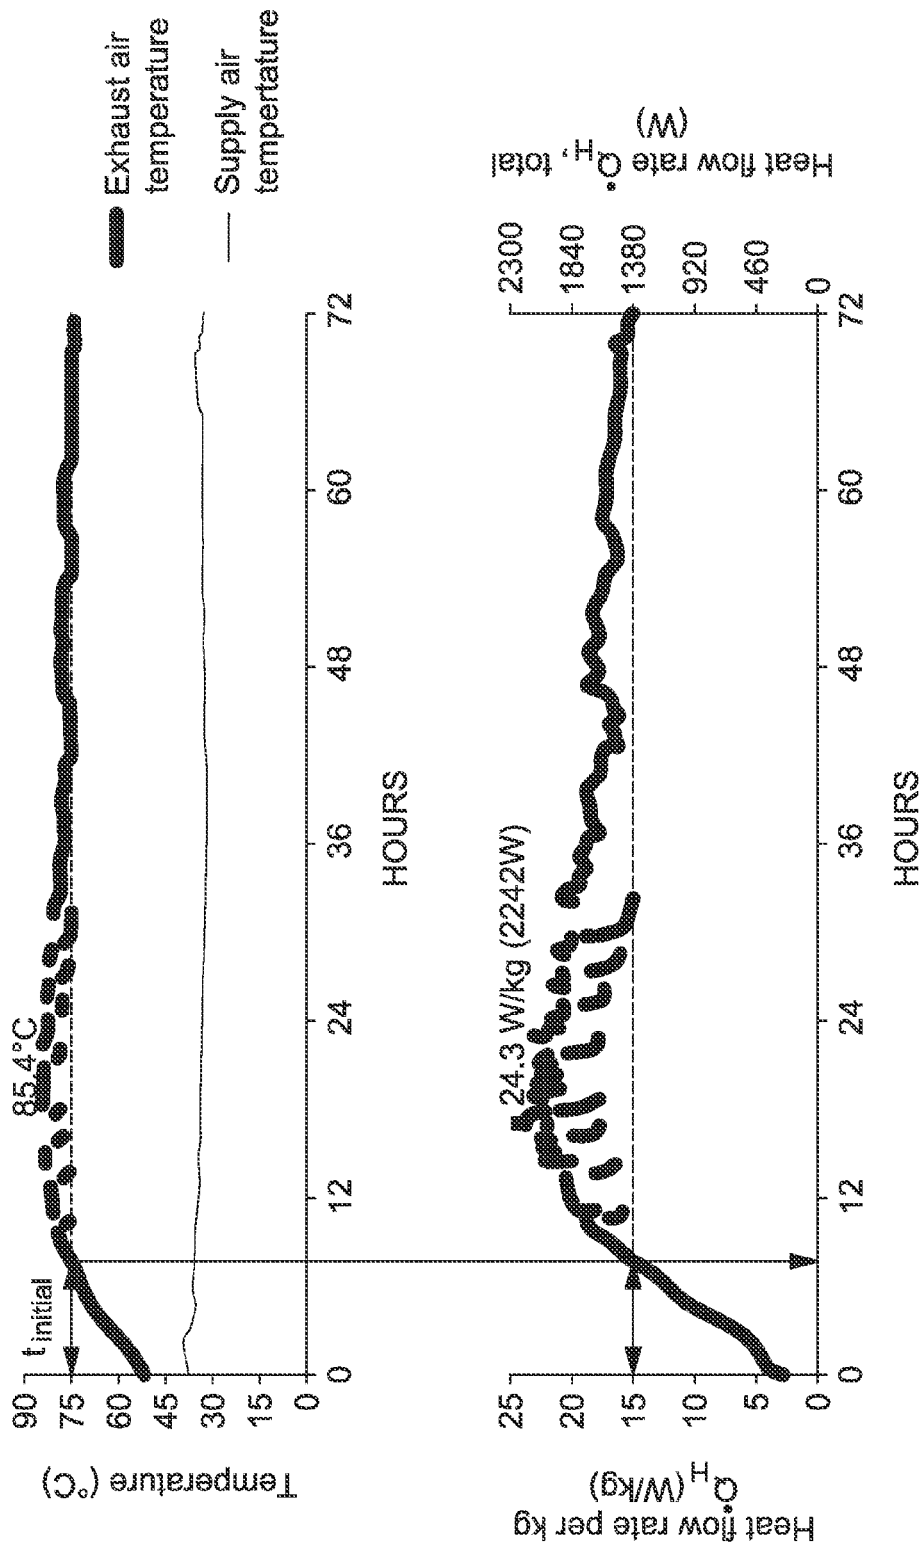 Temperature (°C)
90
75
60
45
30
15
0
tinitial
85.4°C
0
12
24
36
48
60
72
HOURS
Exhaust air
temperature
Supply air
tempertature
Heat flow rate per kg
Q̇H (W/kg)
25
20
15
10
5
0
24.3 W/kg (2242W)
0
12
24
36
48
60
72
HOURS
2300
1840
1380
920
460
0
Heat flow rate Q̇H, total
(W)